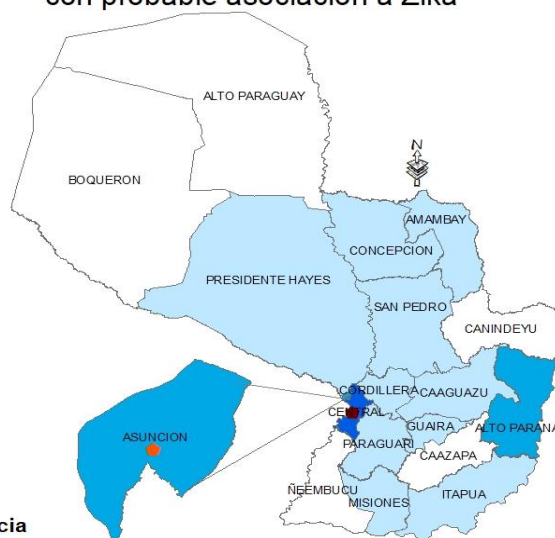 con probable asociación a Zika
N
ALTO PARAGUAY
BOQUERON
AMAMBAY
CONCEPCION
PRESIDENTE HAYES
SAN PEDRO
CANINDEYU
CORDILLERA
CAAGUAZU
CENTRAL
ASUNCION
GUAIRA
ALTO PARANA
PARAGUARI
CAAZAPA
ÑEEMBUCU
MISIONES
ITAPUA
cia